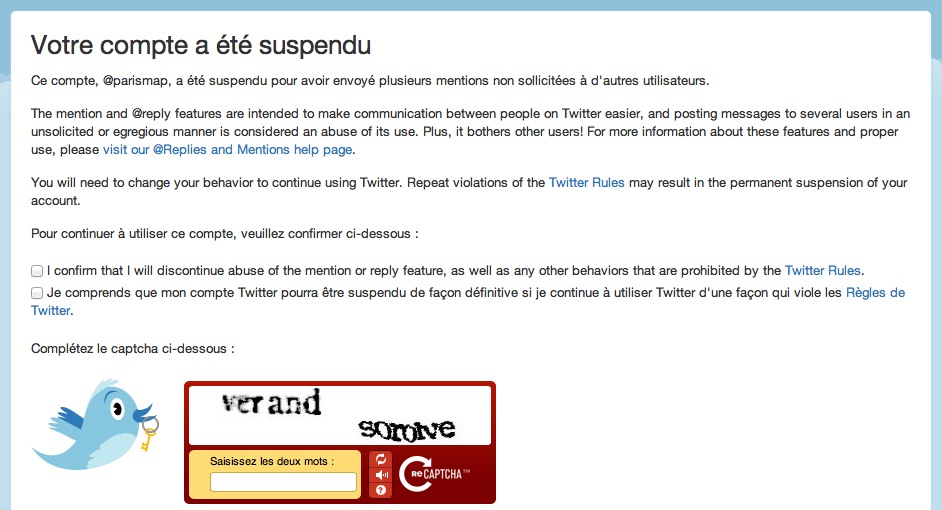 Votre compte a été suspendu
Ce compte, @parismap, a été suspendu pour avoir envoyé plusieurs mentions non sollicitées à d'autres utilisateurs.
The mention and @reply features are intended to make communication between people on Twitter easier, and posting messages to several users in an
unsolicited or egregious manner is considered an abuse of its use. Plus, it bothers other users! For more information about these features and proper
use, please visit our @Replies and Mentions help page.
You will need to change your behavior to continue using Twitter. Repeat violations of the Twitter Rules may result in the permanent suspension of your
account.
Pour continuer à utiliser ce compte, veuillez confirmer ci-dessous :
I confirm that I will discontinue abuse of the mention or reply feature, as well as any other behaviors that are prohibited by the Twitter Rules.
Je comprends que mon compte Twitter pourra être suspendu de façon définitive si je continue à utiliser Twitter d'une façon qui viole les Règles de
Twitter.
Complétez le captcha ci-dessous :
Saisissez les deux mots :
reCAPTCHA™